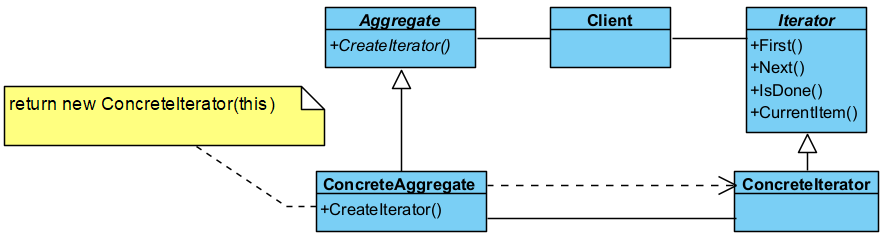 Aggregate
+CreateIterator()
Client
Iterator
+First()
+Next()
+IsDone()
+CurrentItem()
return new ConcreteIterator(this)
ConcreteAggregate
+CreateIterator()
ConcreteIterator